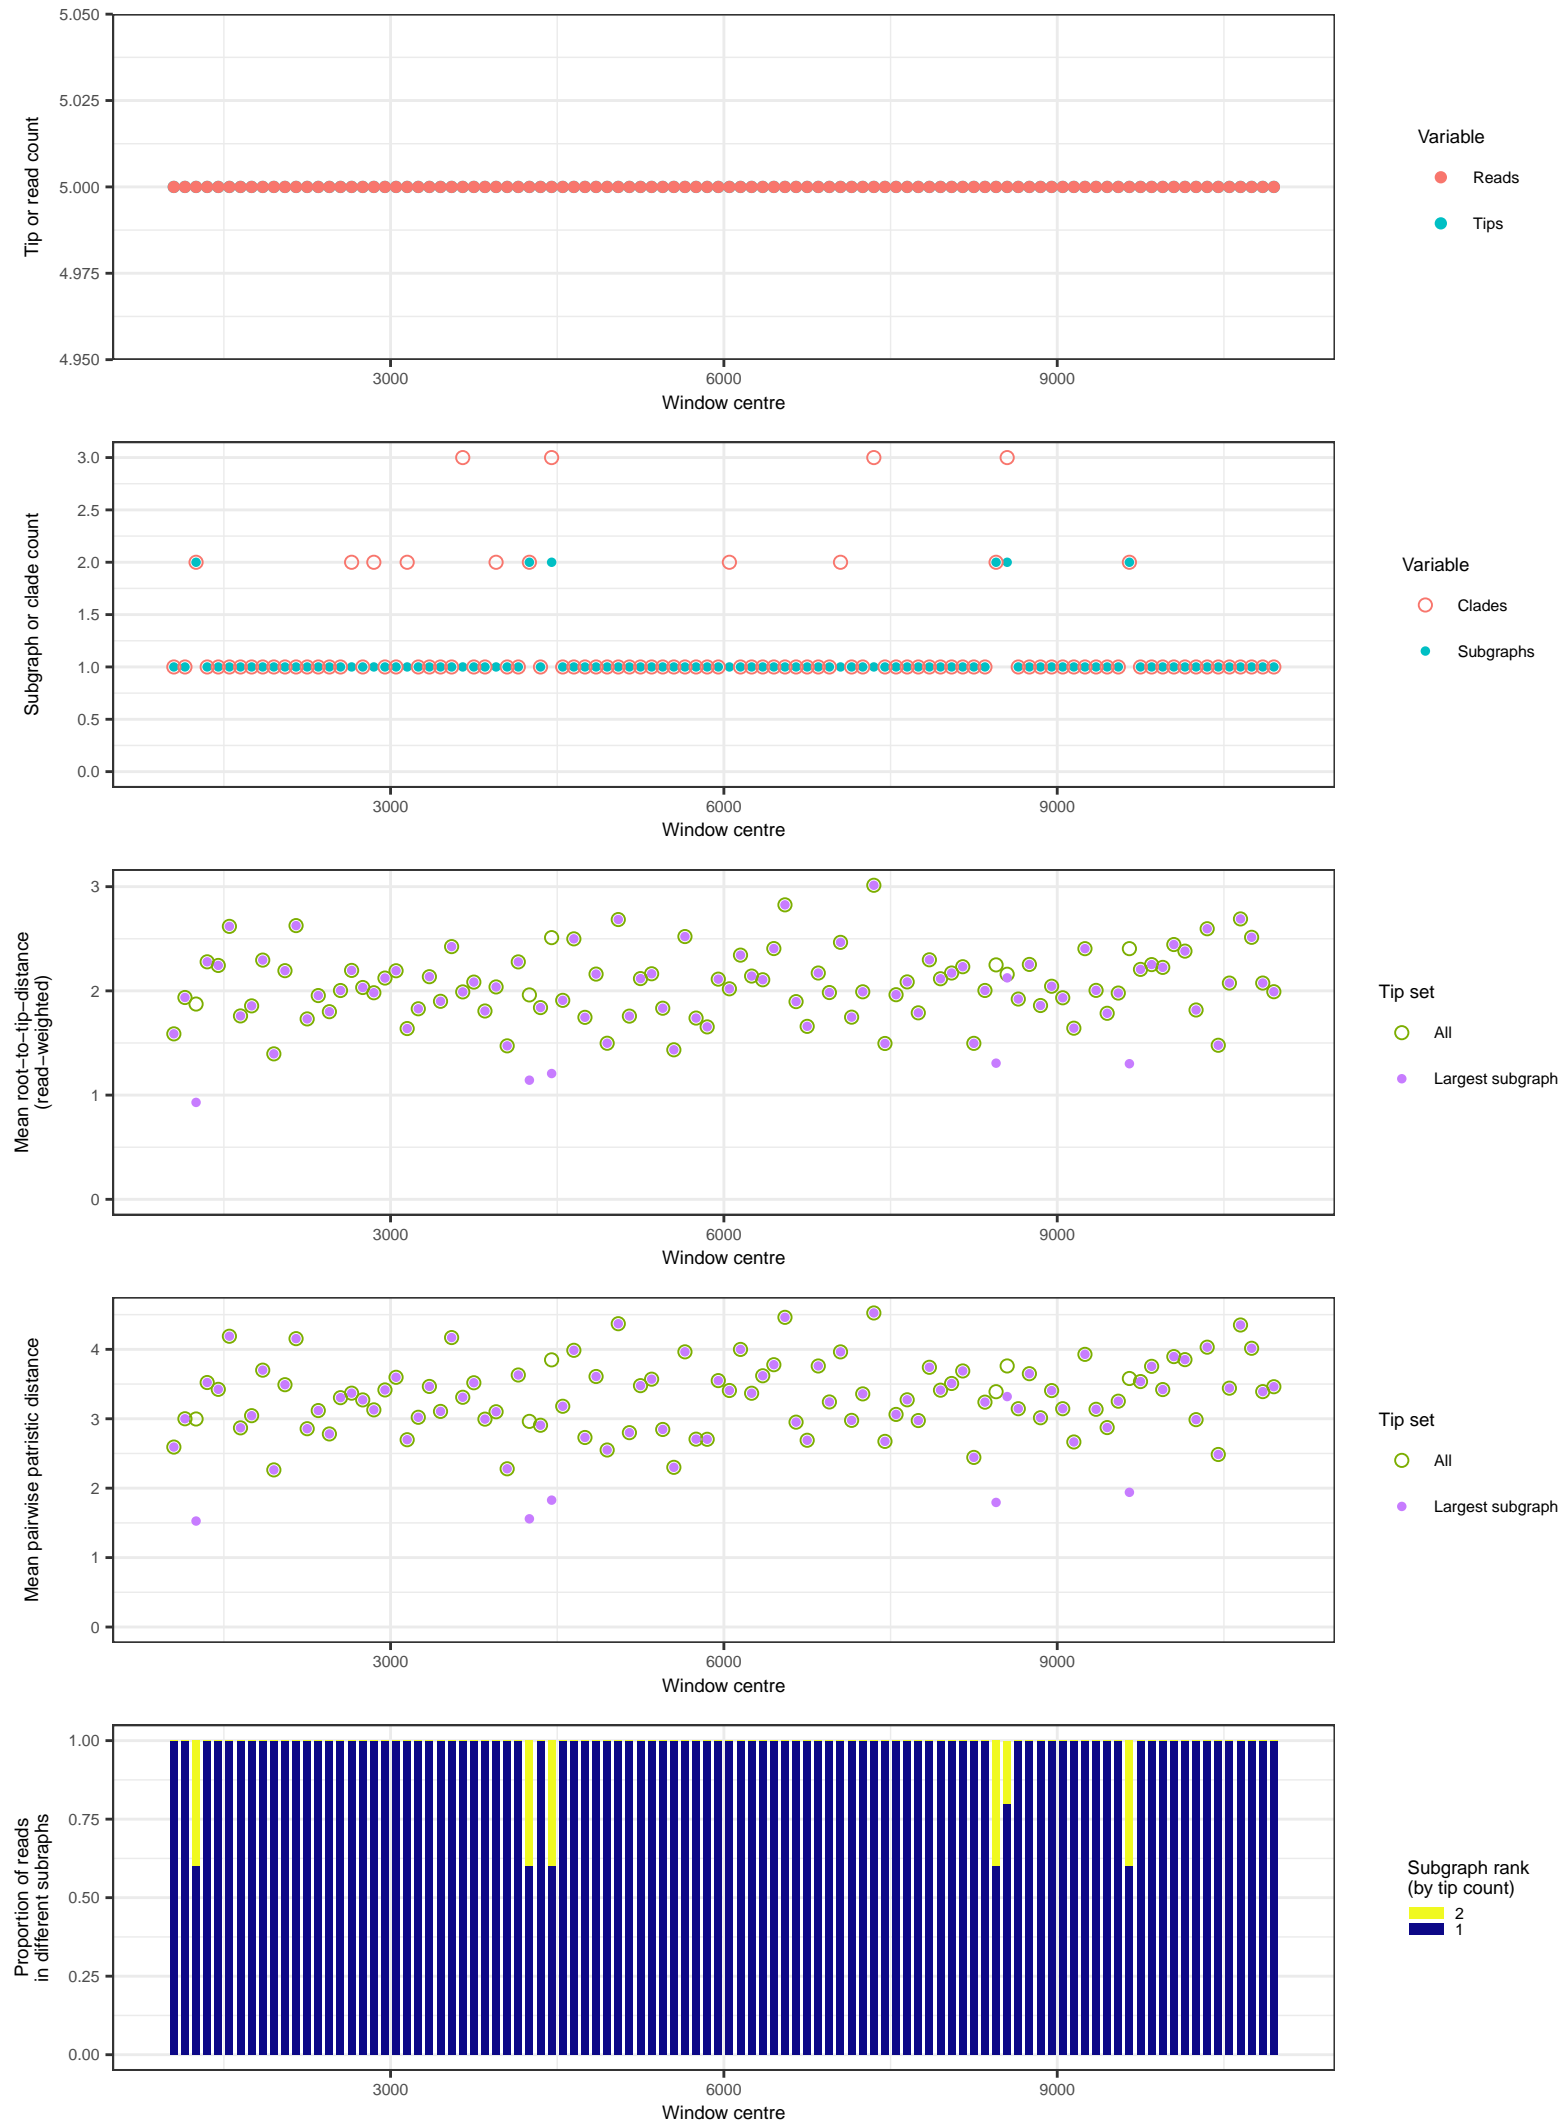 5.050
5.025
5.000
4.975
4.950
Tip or read count
3000
6000
9000
Window centre
Variable
Reads
Tips
3.0
2.5
2.0
1.5
1.0
0.5
0.0
Subgraph or clade count
3000
6000
9000
Window centre
Variable
Clades
Subgraphs
3
2
1
0
Mean root−to−tip−distance
(read−weighted)
3000
6000
9000
Window centre
Tip set
All
Largest subgraph
4
3
2
1
0
Mean pairwise patristic distance
3000
6000
9000
Window centre
Tip set
All
Largest subgraph
1.00
0.75
0.50
0.25
0.00
Proportion of reads
in different subraphs
3000
6000
9000
Window centre
Subgraph rank
(by tip count)
2
1